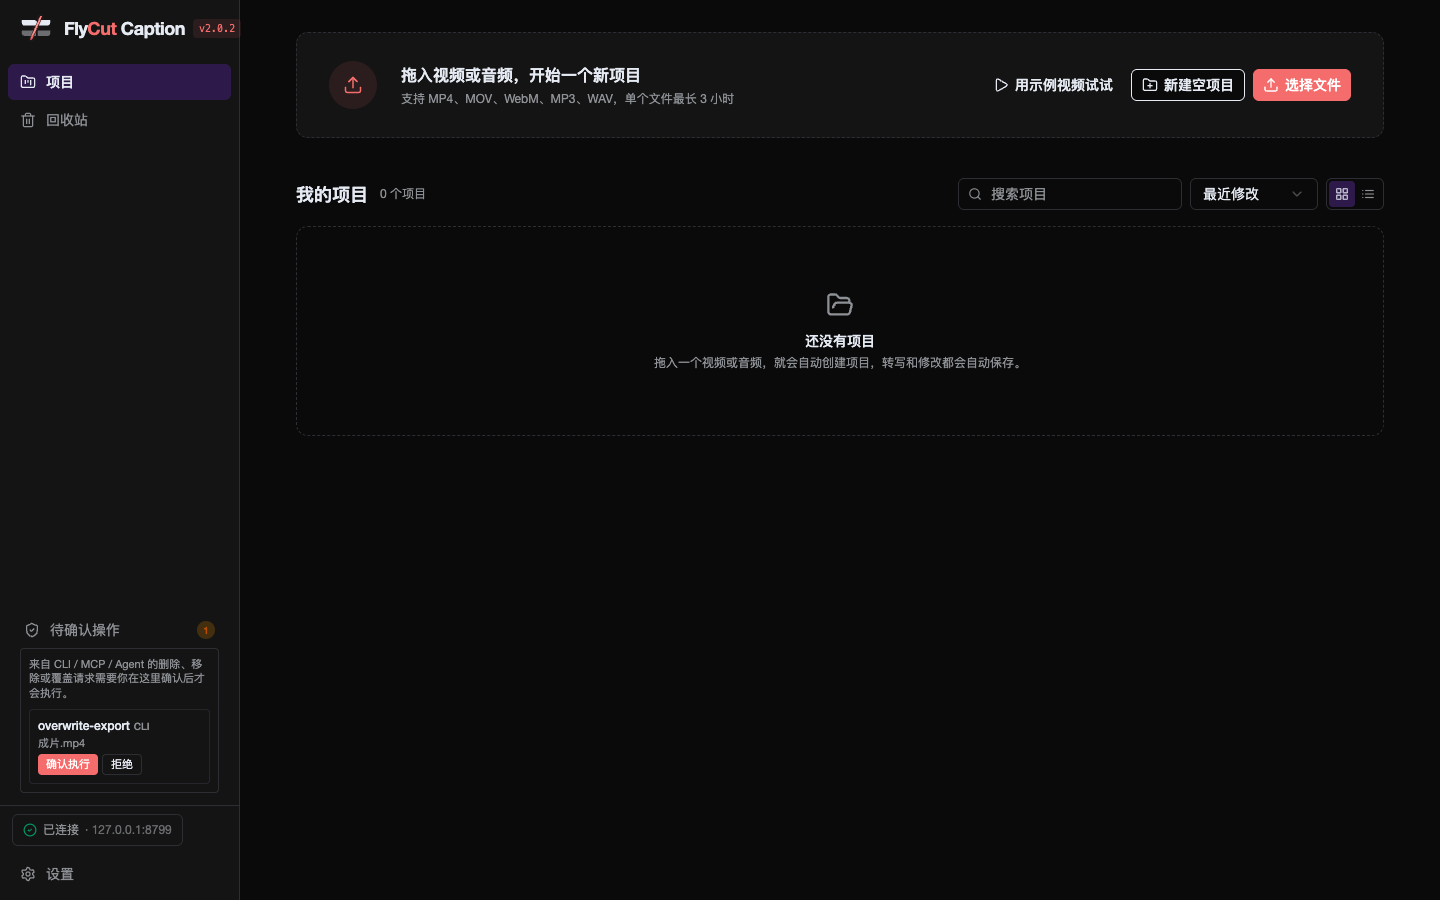 FlyCut Caption v2.0.2
项目
回收站
拖入视频或音频，开始一个新项目
支持 MP4、MOV、WebM、MP3、WAV，单个文件最长 3 小时
用示例视频试试
新建空项目
选择文件
我的项目 0 个项目
搜索项目
最近修改
还没有项目
拖入一个视频或音频，就会自动创建项目，转写和修改都会自动保存。
待确认操作 1
来自 CLI / MCP / Agent 的删除、移
除或覆盖请求需要你在这里确认后才
会执行。
overwrite-export CLI
成片.mp4
确认执行 拒绝
已连接 · 127.0.0.1:8799
设置